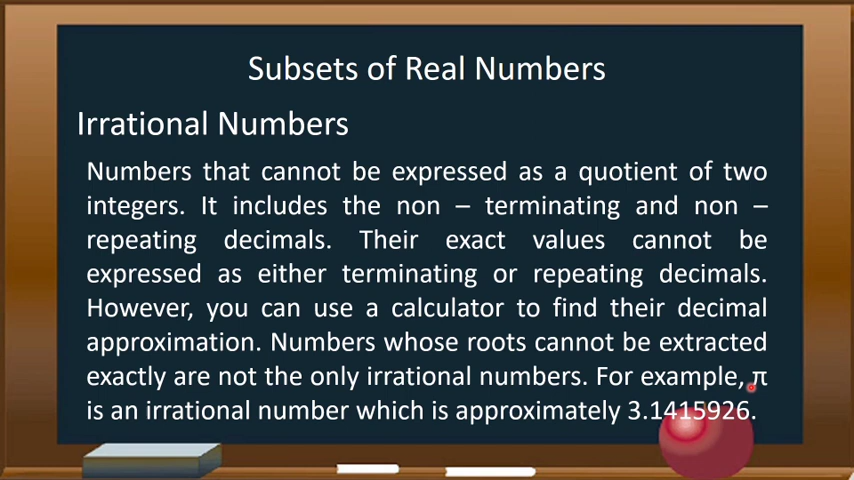 Subsets of Real Numbers
Irrational Numbers
Numbers that cannot be expressed as a quotient of two
integers. It includes the non – terminating and non –
repeating decimals. Their exact values cannot be
expressed as either terminating or repeating decimals.
However, you can use a calculator to find their decimal
approximation. Numbers whose roots cannot be extracted
exactly are not the only irrational numbers. For example, π
is an irrational number which is approximately 3.1415926.